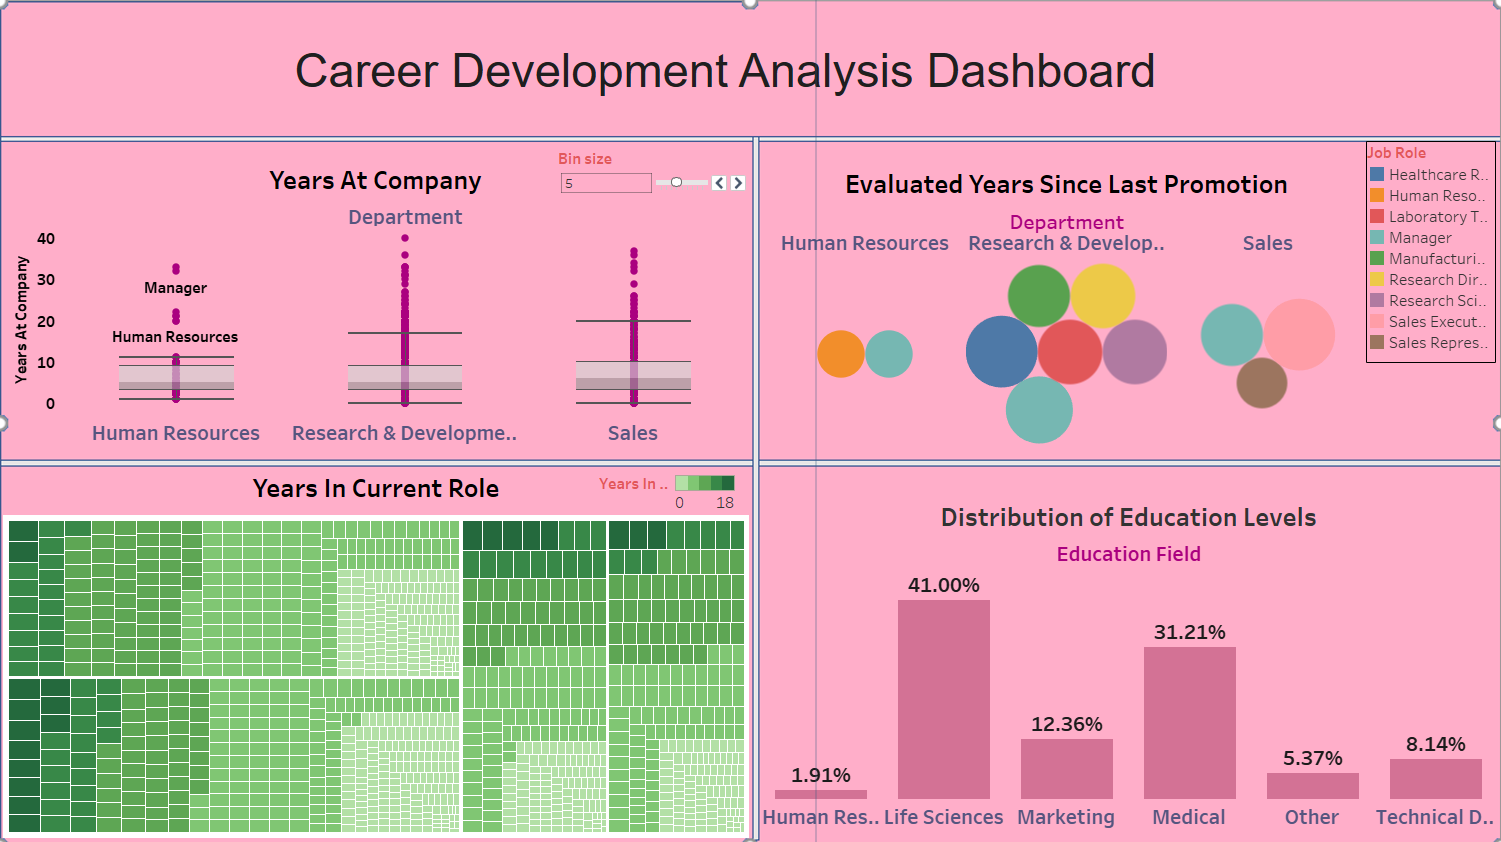 Career Development Analysis Dashboard
Years At Company
Bin size
5
Department
Years At Company
40
30
20
10
0
Manager
Human Resources
Human Resources
Research & Developme..
Sales
Evaluated Years Since Last Promotion
Department
Human Resources
Research & Develop..
Sales
Job Role
Healthcare R..
Human Reso..
Laboratory T..
Manager
Manufacturi..
Research Dir..
Research Sci..
Sales Execut..
Sales Repres..
Years In Current Role
Years In ..
0
18
Distribution of Education Levels
Education Field
1.91%
41.00%
12.36%
31.21%
5.37%
8.14%
Human Res..
Life Sciences
Marketing
Medical
Other
Technical D..